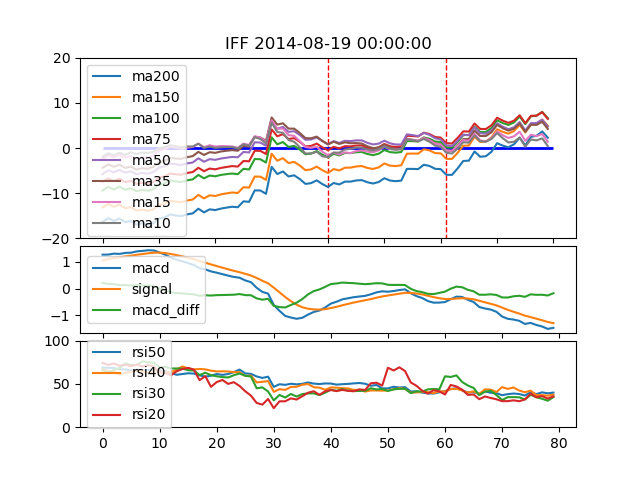 IFF 2014-08-19 00:00:00
20
10
0
−10
−20
ma200
ma150
ma100
ma75
ma50
ma35
ma15
ma10
1
0
−1
macd
signal
macd_diff
100
50
0
rsi50
rsi40
rsi30
rsi20
0 10 20 30 40 50 60 70 80